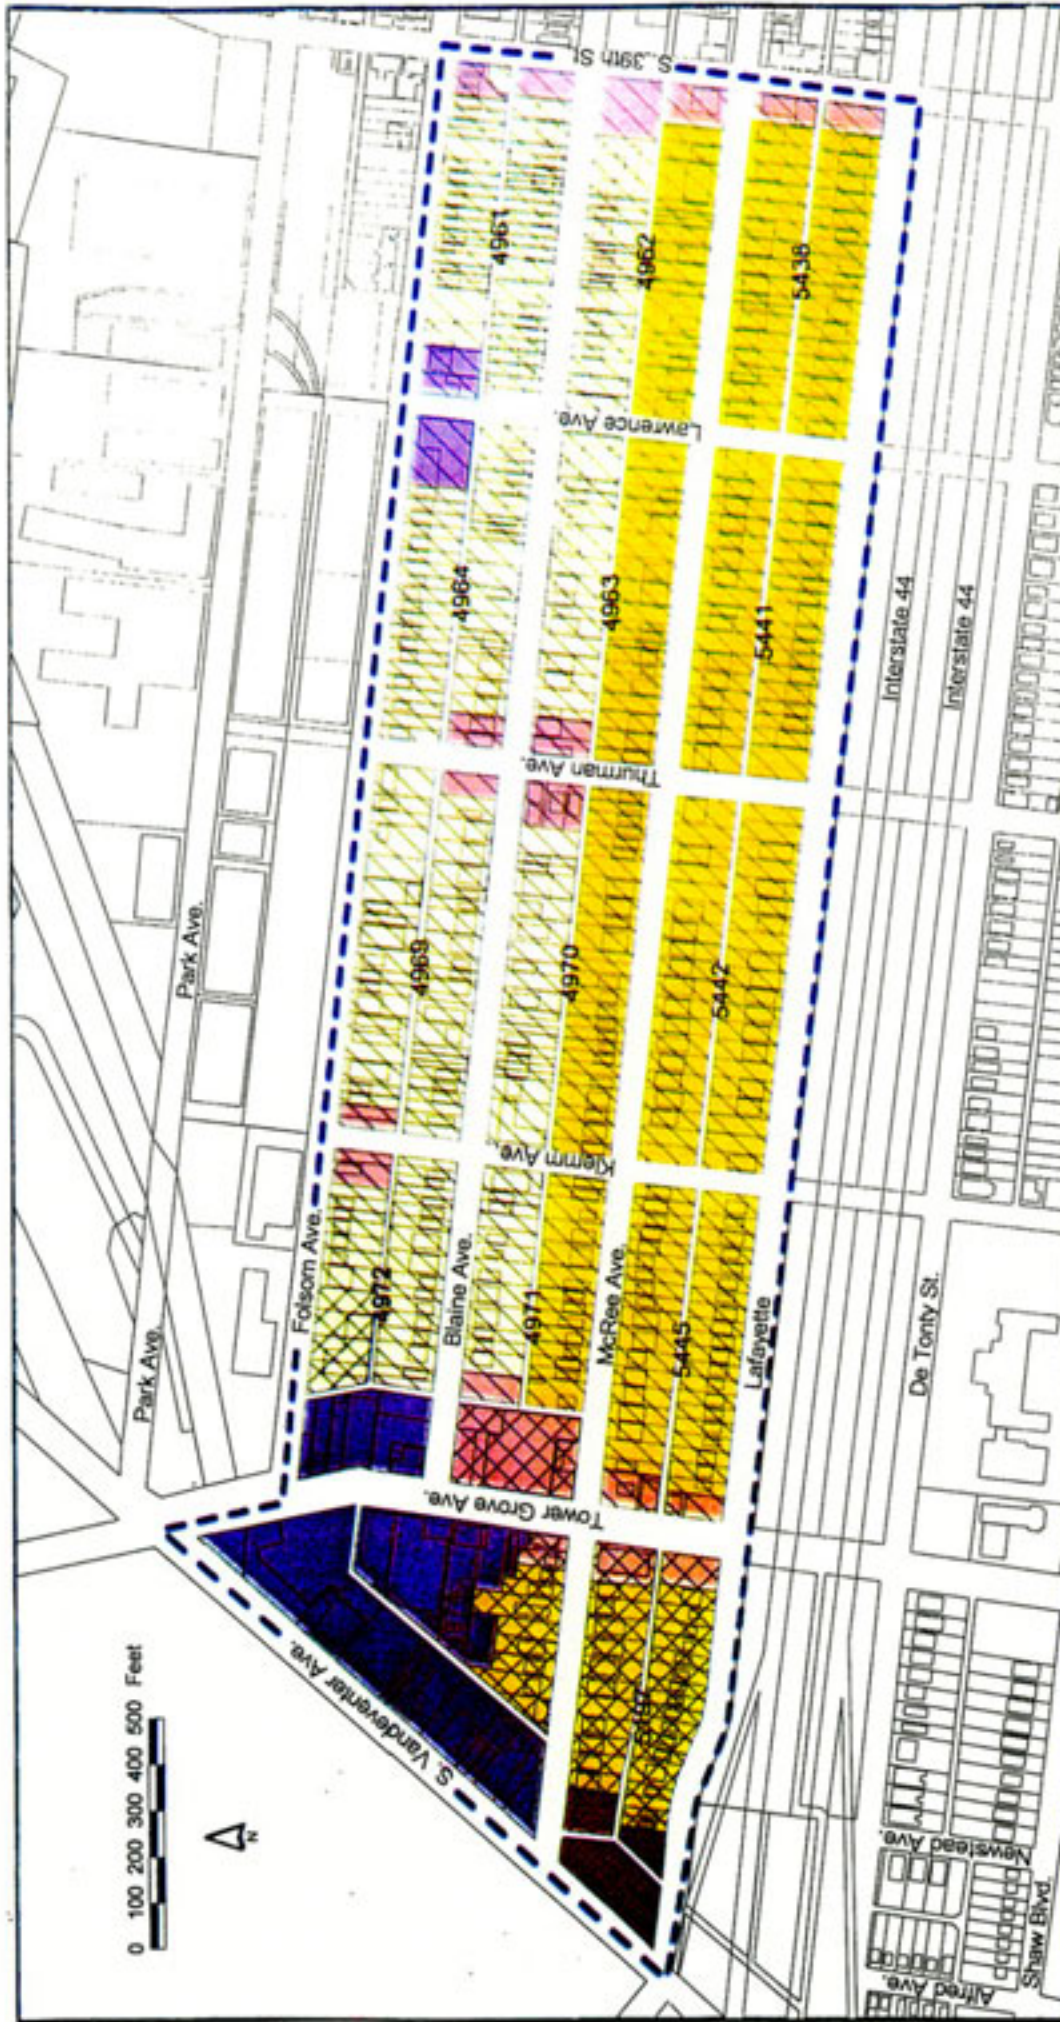 0 100 200 300 400 500 Feet
N
S. Vandeventer Ave.
Park Ave.
Park Ave.
Folsom Ave.
Blaine Ave.
McRee Ave.
Lafayette
De Tonty St.
Interstate 44
Interstate 44
Tower Grove Ave.
Klemm Ave.
Thurman Ave.
Lawrence Ave.
S. 39th St
Newstead Ave.
Alfred Ave.
Shaw Blvd.
4972
4969
4964
4961
4971
4970
4963
4962
5445
5442
5441
5438